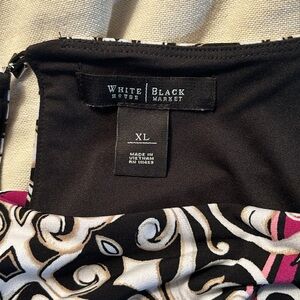 WHITE | BLACK
HOUSE | MARKET
XL
MADE IN
VIETNAM